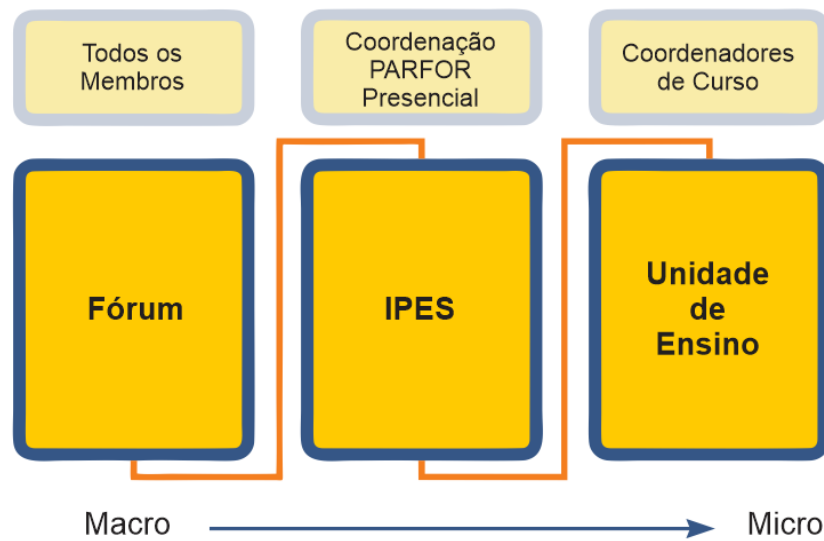 Todos os
Membros
Coordenação
PARFOR
Presencial
Coordenadores
de Curso
Fórum
IPES
Unidade
de
Ensino
Macro
Micro